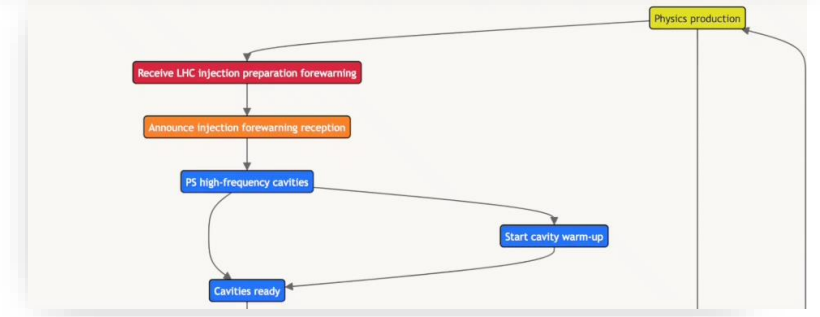 Physics production
Receive LHC injection preparation forewarning
Announce injection forewarning reception
PS high-frequency cavities
Start cavity warm-up
Cavities ready